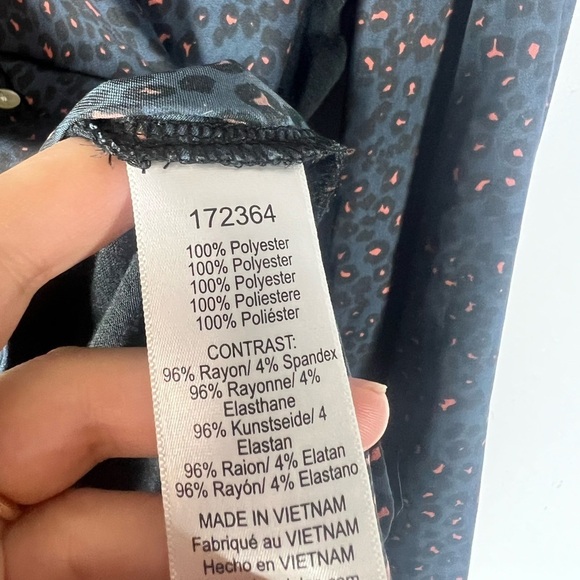 172364
100% Polyester
100% Polyester
100% Polyester
100% Poliestere
100% Poliéster
CONTRAST:
96% Rayon/ 4% Spandex
96% Rayonne/ 4%
Elasthane
96% Kunstseide/ 4
Elastan
96% Raion/ 4% Elatan
96% Rayón/ 4% Elastano
MADE IN VIETNAM
Fabriqué au VIETNAM
Hecho en VIETNAM